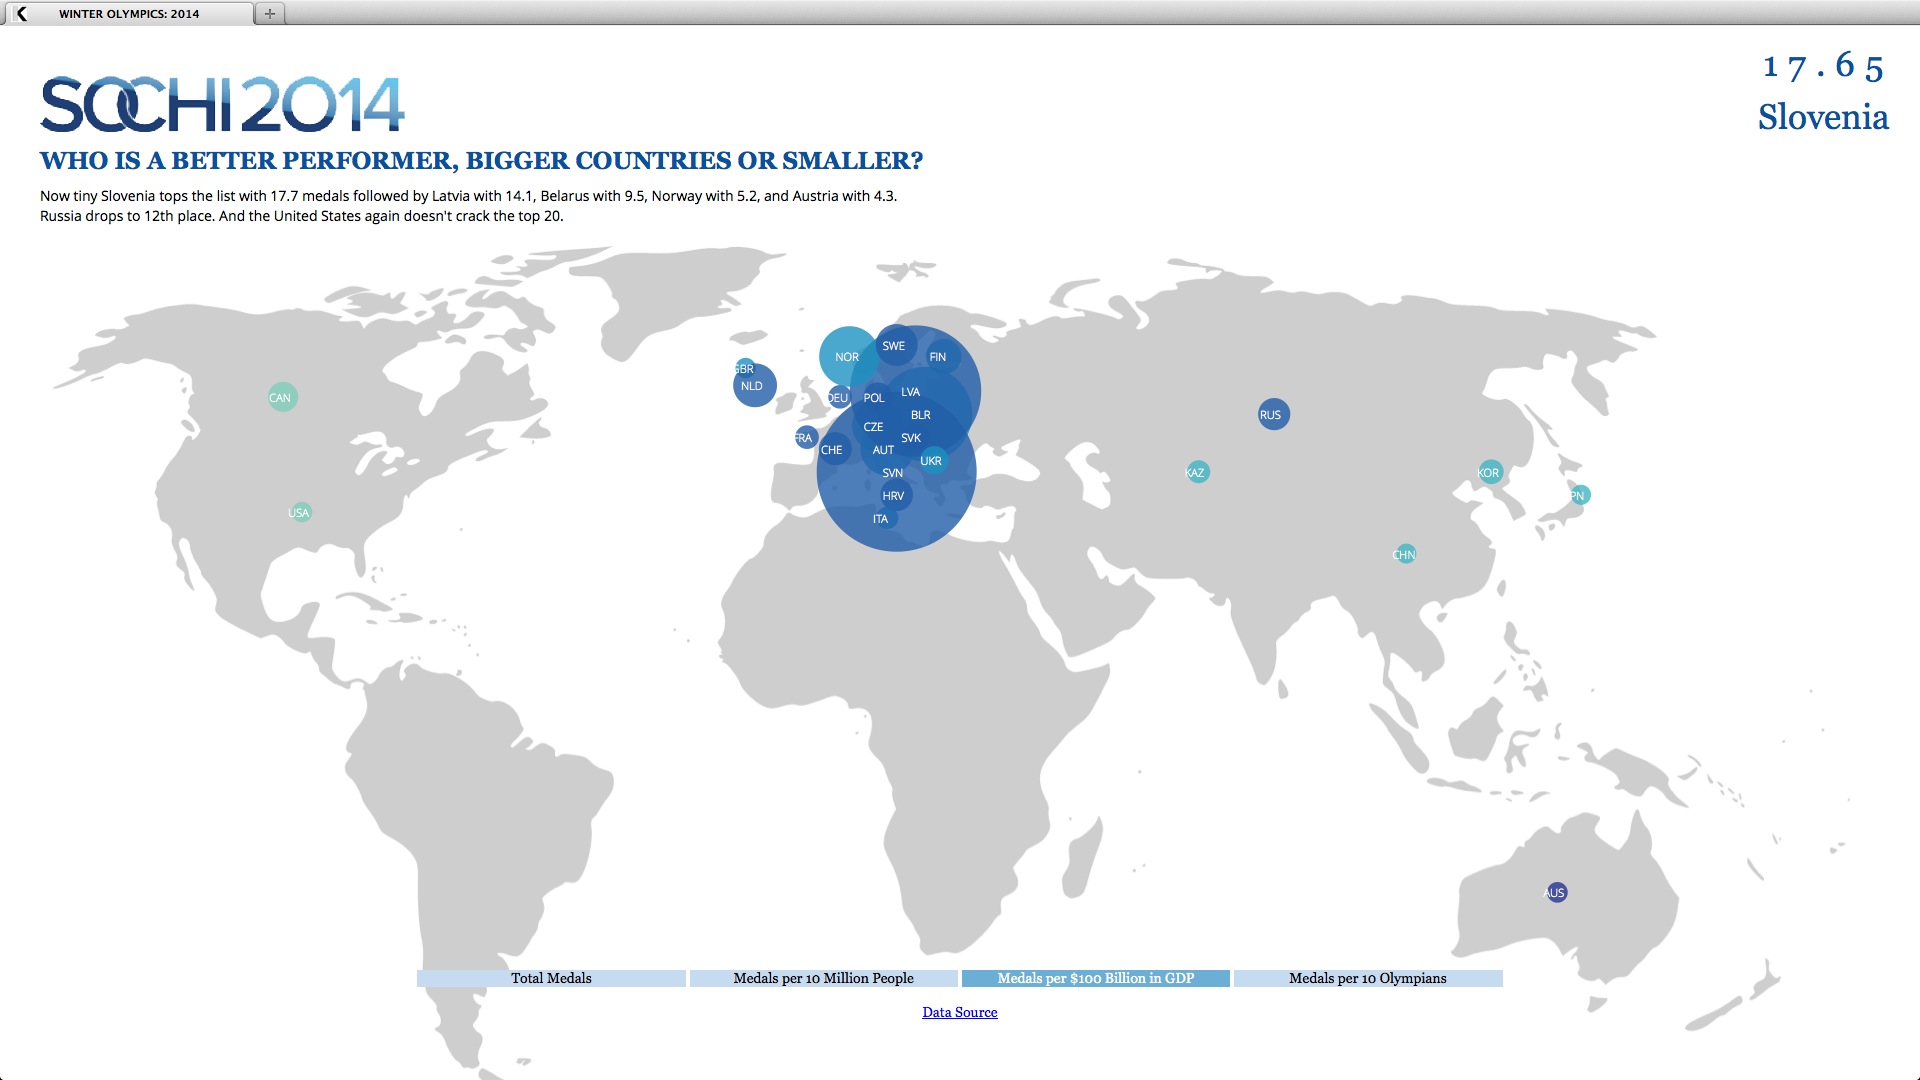 WINTER OLYMPICS: 2014
17.65
Slovenia
SOCHI2014
WHO IS A BETTER PERFORMER, BIGGER COUNTRIES OR SMALLER?
Now tiny Slovenia tops the list with 17.7 medals followed by Latvia with 14.1, Belarus with 9.5, Norway with 5.2, and Austria with 4.3.
Russia drops to 12th place. And the United States again doesn't crack the top 20.
SWE
NOR
FIN
GBR
NLD
LVA
CAN
DEU
POL
BLR
RUS
CZE
FRA
SVK
CHE
AUT
UKR
SVN
KAZ
KOR
HRV
PN
USA
ITA
CHN
AUS
Total Medals
Medals per 10 Million People
Medals per $100 Billion in GDP
Medals per 10 Olympians
Data Source